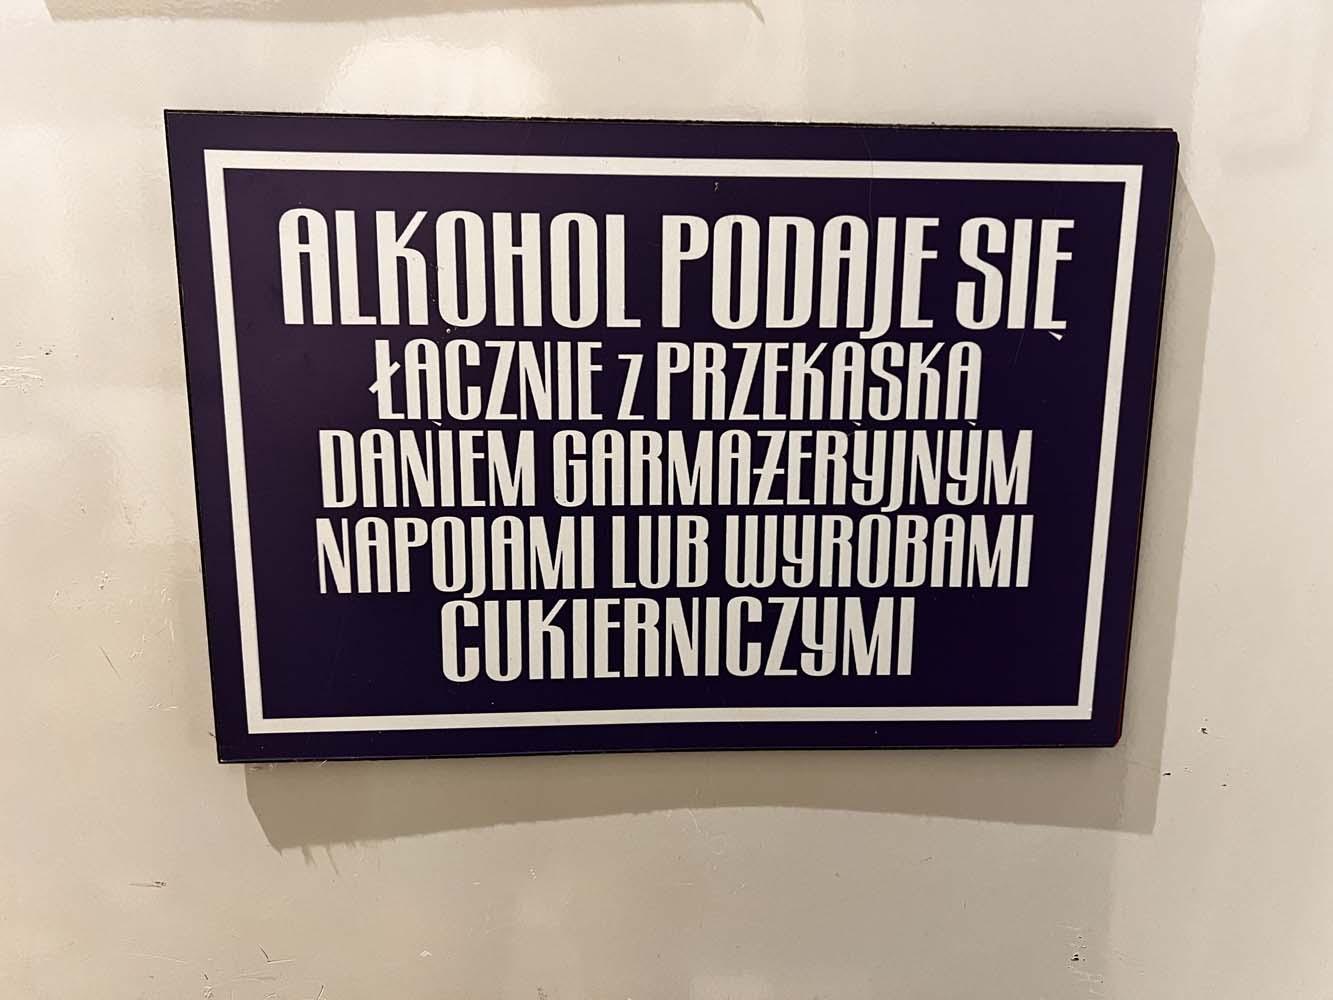 ALKOHOL PODAJE SIĘ
ŁĄCZNIE Z PRZEKĄSKĄ
DANIEM GARMAŻERYJNYM
NAPOJAMI LUB WYROBAMI
CUKIERNICZYMI